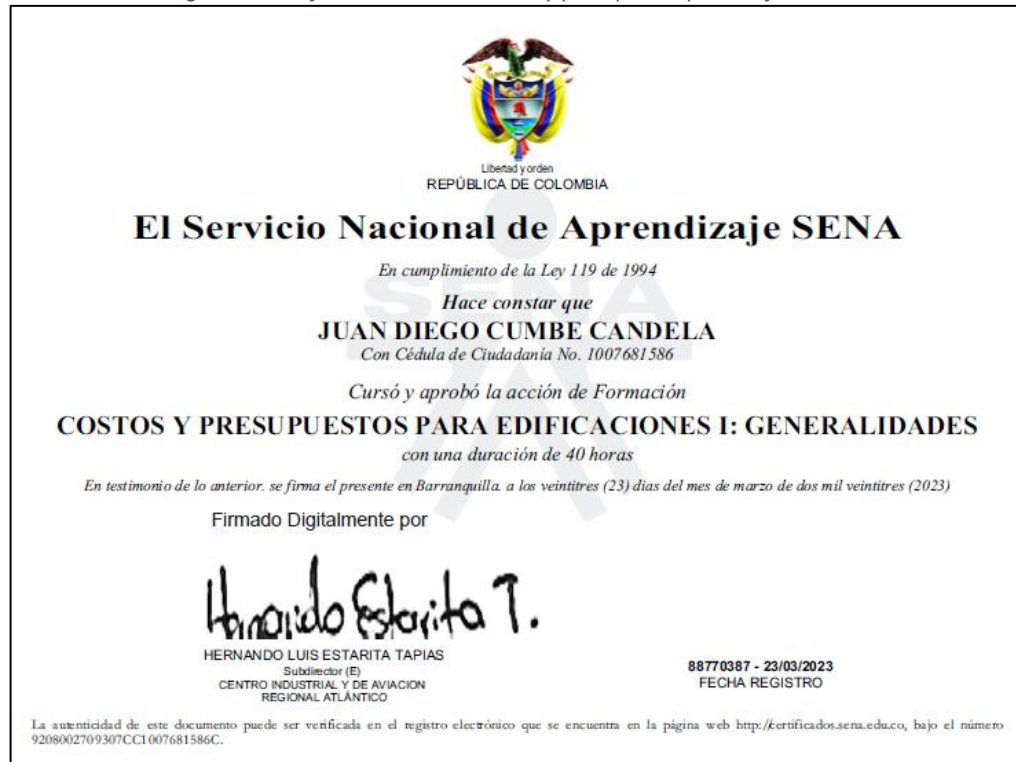 Libertad y orden
REPÚBLICA DE COLOMBIA
El Servicio Nacional de Aprendizaje SENA
En cumplimiento de la Ley 119 de 1994
SENA
Hace constar que
JUAN DIEGO CUMBE CANDELA
Con Cédula de Ciudadanía No. 1007681586
Cursó y aprobó la acción de Formación
COSTOS Y PRESUPUESTOS PARA EDIFICACIONES I: GENERALIDADES
con una duración de 40 horas
En testimonio de lo anterior. se firma el presente en Barranquilla. a los veintitres (23) dias del mes de marzo de dos mil veintitres (2023)
Firmado Digitalmente por
Hernando Estarita T.
HERNANDO LUIS ESTARITA TAPIAS
Subdirector (E)
CENTRO INDUSTRIAL Y DE AVIACION
REGIONAL ATLÁNTICO
88770387 - 23/03/2023
FECHA REGISTRO
La autenticidad de este documento puede ser verificada en el registro electrónico que se encuentra en la página web http://certificados.sena.edu.co, bajo el número
9208002709307CC1007681586C.